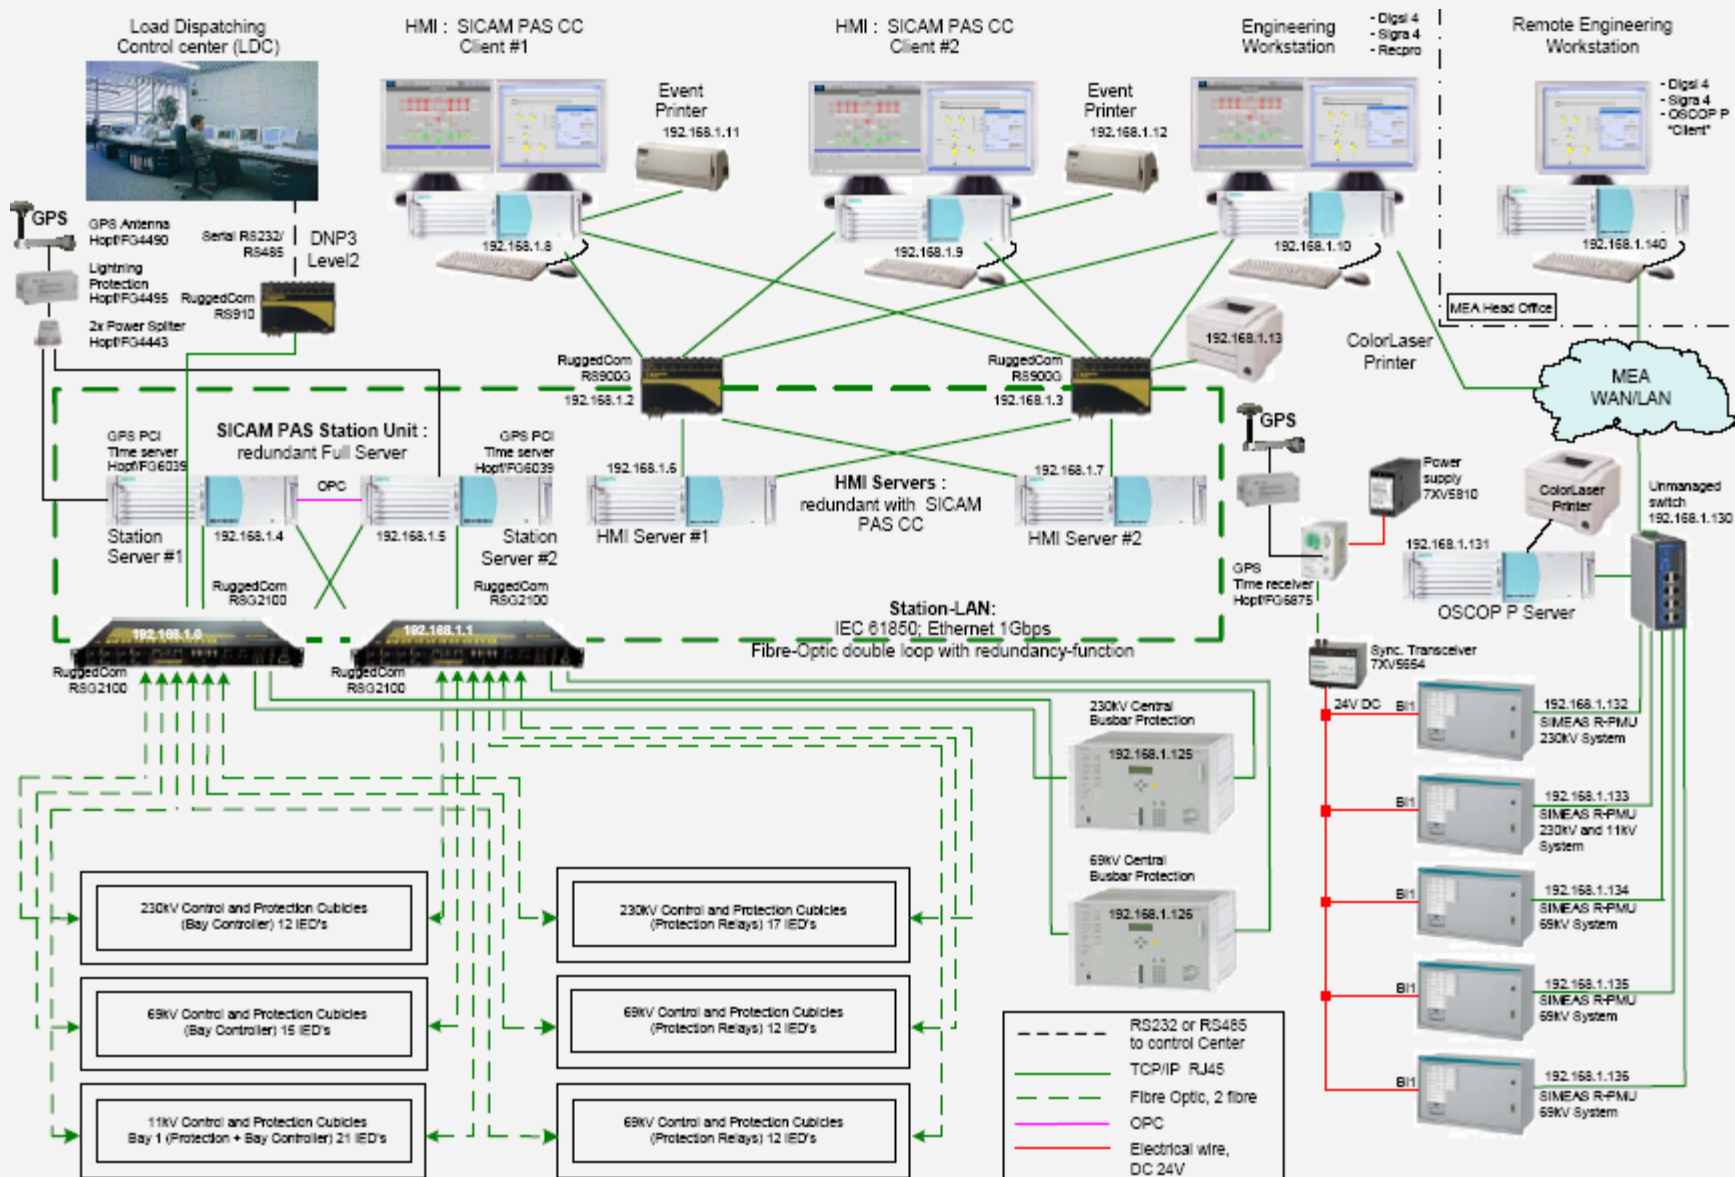 Load Dispatching
Control center (LDC)
HMI : SICAM PAS CC
Client #1
HMI : SICAM PAS CC
Client #2
Engineering
Workstation
- Digsi 4
- Sigra 4
- Recpro
Remote Engineering
Workstation
- Digsi 4
- Sigra 4
- OSCOP P
"Client"
Event
Printer
192.168.1.11
Event
Printer
192.168.1.12
192.168.1.8
192.168.1.9
192.168.1.10
192.168.1.140
MEA Head Office
GPS
GPS Antenna
Hopf/FG4490
Lightning
Protection
Hopf/FG4495
2x Power Spliter
Hopf/FG4443
Serial RS232/
RS485
DNP3
Level2
RuggedCom
RS910
RuggedCom
RS900G
192.168.1.2
RuggedCom
RS900G
192.168.1.3
192.168.1.13
ColorLaser
Printer
MEA
WAN/LAN
GPS PCI
Time server
Hopf/FG6039
SICAM PAS Station Unit :
redundant Full Server
GPS PCI
Time server
Hopf/FG6039
OPC
Station
Server #1
192.168.1.4
192.168.1.5
Station
Server #2
192.168.1.6
192.168.1.7
HMI Servers :
redundant with SICAM
PAS CC
HMI Server #1
HMI Server #2
GPS
Power
supply
7XV5810
GPS
Time receiver
Hopf/FG6875
ColorLaser
Printer
Unmanaged
switch
192.168.1.130
192.168.1.131
OSCOP P Server
RuggedCom
RSG2100
RuggedCom
RSG2100
192.168.1.0
192.168.1.1
RuggedCom
RSG2100
RuggedCom
RSG2100
Station-LAN:
IEC 61850; Ethernet 1Gbps
Fibre-Optic double loop with redundancy-function
Sync. Transceiver
7XV5654
24V DC
BI1
192.168.1.132
SIMEAS R-PMU
230kV System
BI1
192.168.1.133
SIMEAS R-PMU
230kV and 11kV
System
BI1
192.168.1.134
SIMEAS R-PMU
69kV System
BI1
192.168.1.135
SIMEAS R-PMU
69kV System
BI1
192.168.1.136
SIMEAS R-PMU
69kV System
230kV Central
Busbar Protection
192.168.1.125
69kV Central
Busbar Protection
192.168.1.126
230kV Control and Protection Cubicles
(Bay Controller) 12 IED's
230kV Control and Protection Cubicles
(Protection Relays) 17 IED's
69kV Control and Protection Cubicles
(Bay Controller) 15 IED's
69kV Control and Protection Cubicles
(Protection Relays) 12 IED's
11kV Control and Protection Cubicles
Bay 1 (Protection + Bay Controller) 21 IED's
69kV Control and Protection Cubicles
(Protection Relays) 12 IED's
RS232 or RS485
to control Center
TCP/IP RJ45
Fibre Optic, 2 fibre
OPC
Electrical wire,
DC 24V